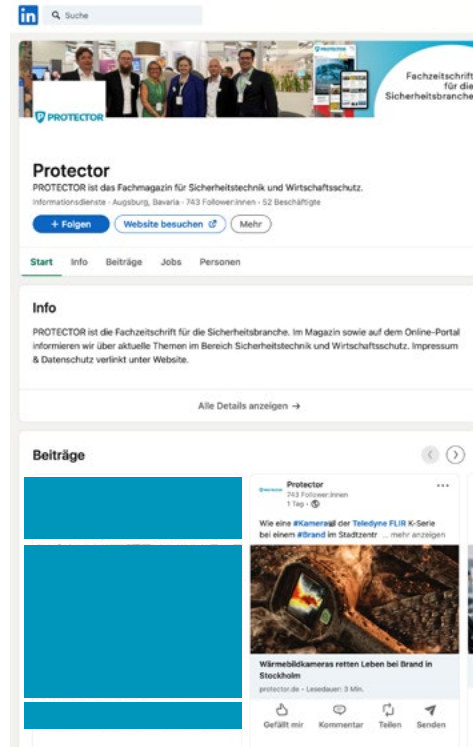 in
Suche
PROTECTOR
Fachzeitschrift
für die
Sicherheitsbranche
PROTECTOR
Protector
PROTECTOR ist das Fachmagazin für Sicherheitstechnik und Wirtschaftsschutz.
Informationsdienste · Augsburg, Bavaria · 743 Follower:innen · 52 Beschäftigte
+ Folgen
Website besuchen
Mehr
Start Info Beiträge Jobs Personen
Info
PROTECTOR ist die Fachzeitschrift für die Sicherheitsbranche. Im Magazin sowie auf dem Online-Portal
informieren wir über aktuelle Themen im Bereich Sicherheitstechnik und Wirtschaftsschutz. Impressum
& Datenschutz verlinkt unter Website.
Alle Details anzeigen →
Beiträge
Protector
743 Follower:innen
1 Tag ·
Wie eine #Kamera der Teledyne FLIR K-Serie
bei einem #Brand im Stadtzentr ... mehr anzeigen
Wärmebildkameras retten Leben bei Brand in
Stockholm
protector.de · Lesedauer: 3 Min.
Gefällt mir Kommentar Teilen Senden